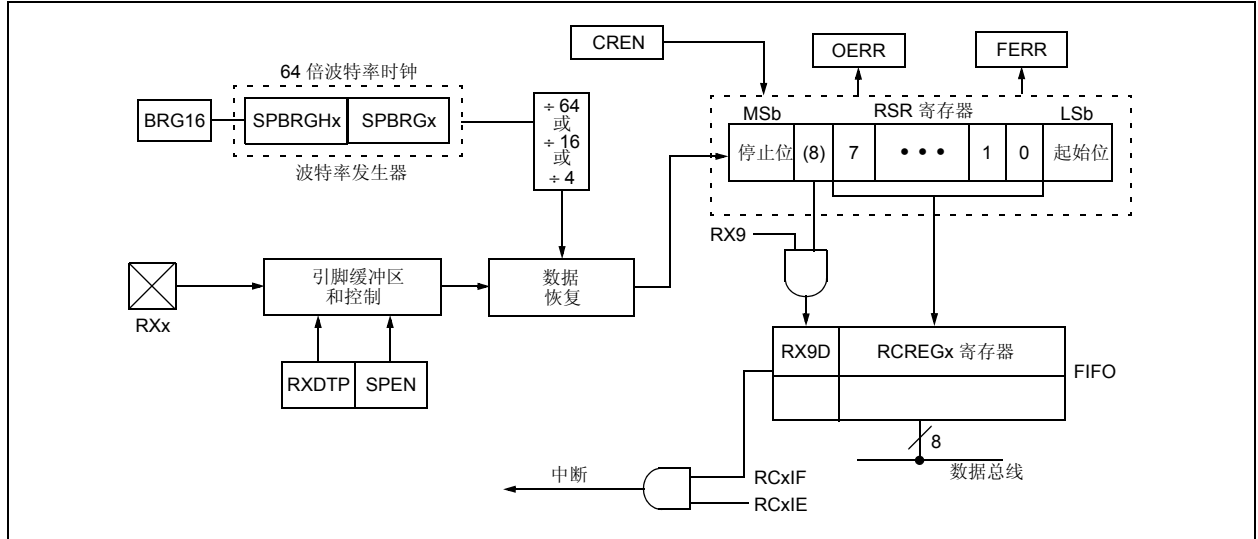 CREN
OERR
FERR
64 倍波特率时钟
BRG16
SPBRGHx
SPBRGx
波特率发生器
÷ 64
或
÷ 16
或
÷ 4
MSb
RSR 寄存器
LSb
停止位
(8)
7
• • •
1
0
起始位
RX9
RXx
引脚缓冲区
和控制
数据
恢复
RXDTP
SPEN
RX9D
RCREGx 寄存器
FIFO
8
数据总线
中断
RCxIF
RCxIE